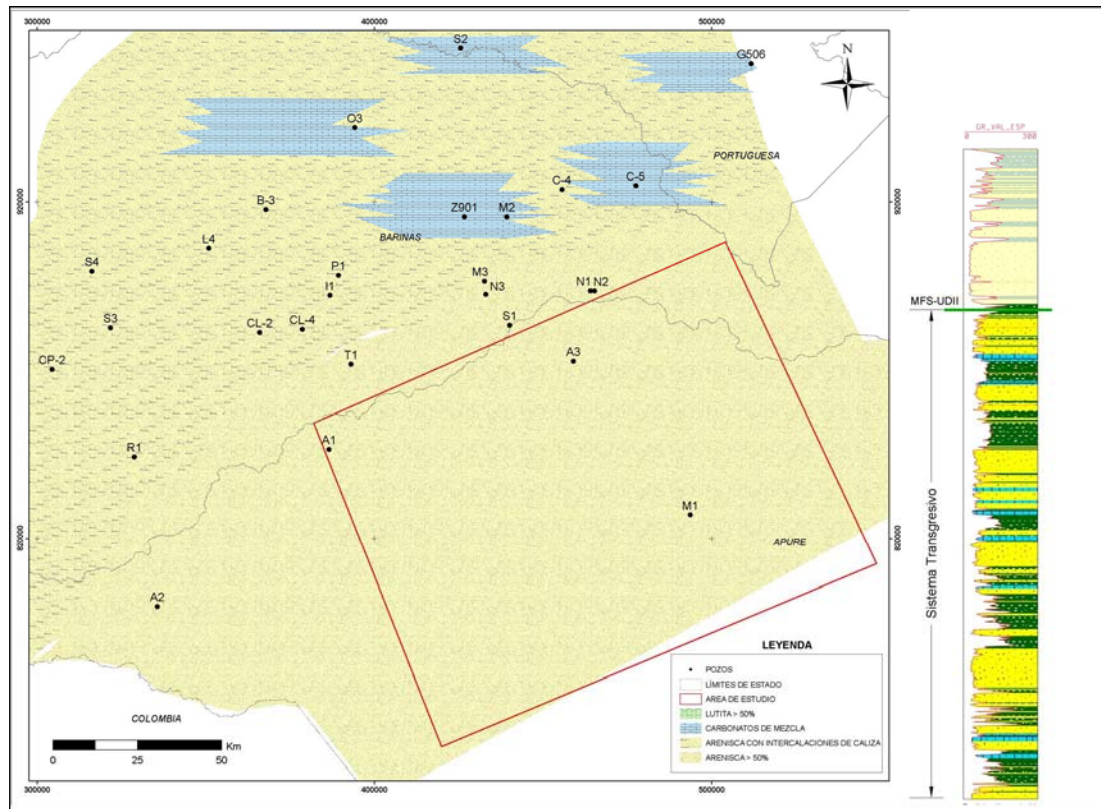 300000 400000 500000
S2
G506
N
O3
PORTUGUESA
C-4 C-5
920000 920000
B-3 Z901 M2
BARINAS
L4
S4 P1 M3
I1 N3 N1 N2
S3 CL-2 CL-4 S1
CP-2 T1 A3
A1
R1
M1
820000 820000
APURE
A2
COLOMBIA
0 25 50 Km
LEYENDA
POZOS
LÍMITES DE ESTADO
AREA DE ESTUDIO
LUTITA > 50%
CARBONATOS DE MEZCLA
ARENISCA CON INTERCALACIONES DE CALIZA
ARENISCA > 50%
300000 400000 500000
GR_VAL_ESP
0 300
MFS-UDII
Sistema Transgresivo